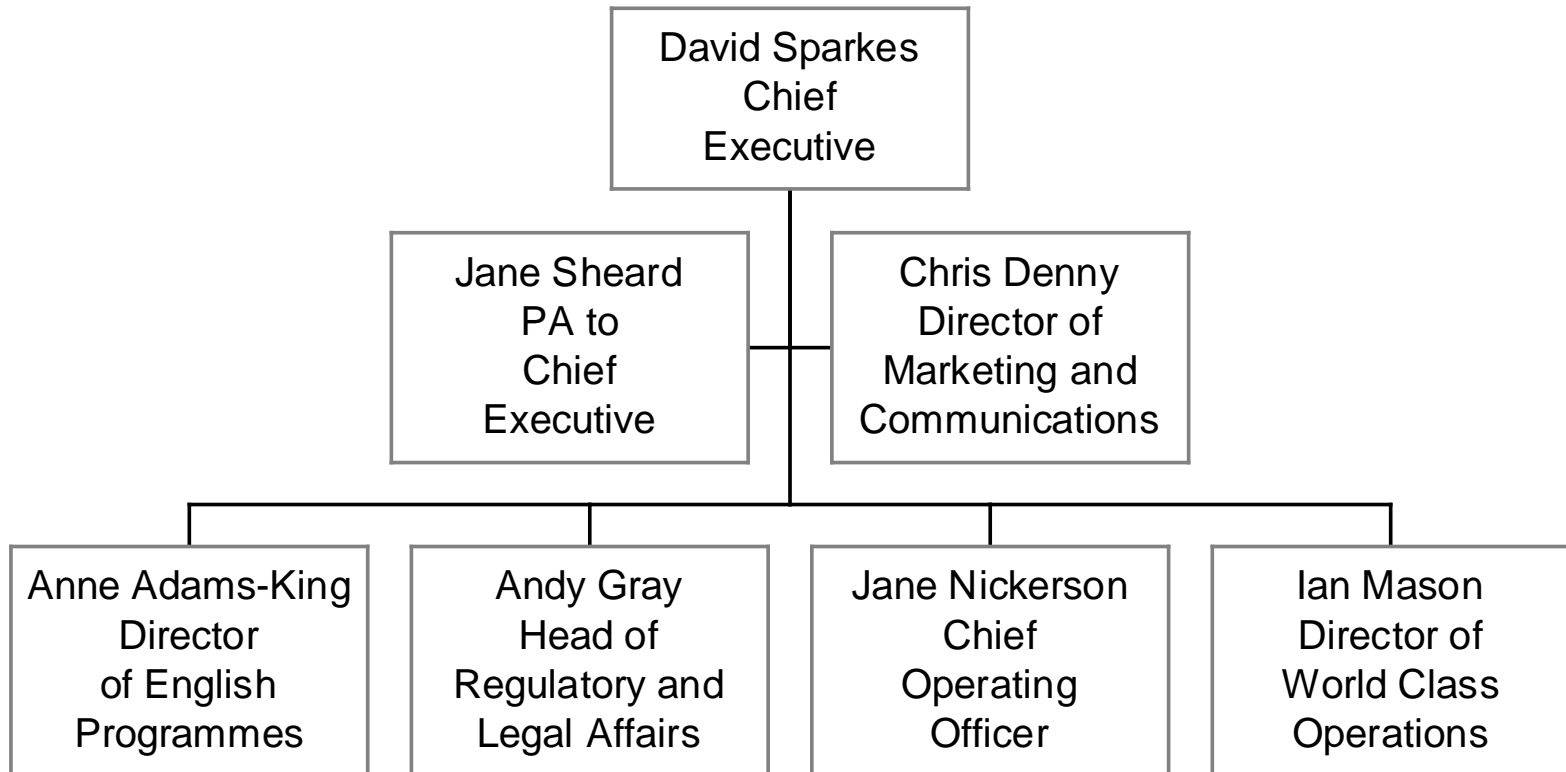 David Sparkes
Chief
Executive
Jane Sheard
PA to
Chief
Executive
Chris Denny
Director of
Marketing and
Communications
Anne Adams-King
Director
of English
Programmes
Andy Gray
Head of
Regulatory and
Legal Affairs
Jane Nickerson
Chief
Operating
Officer
Ian Mason
Director of
World Class
Operations